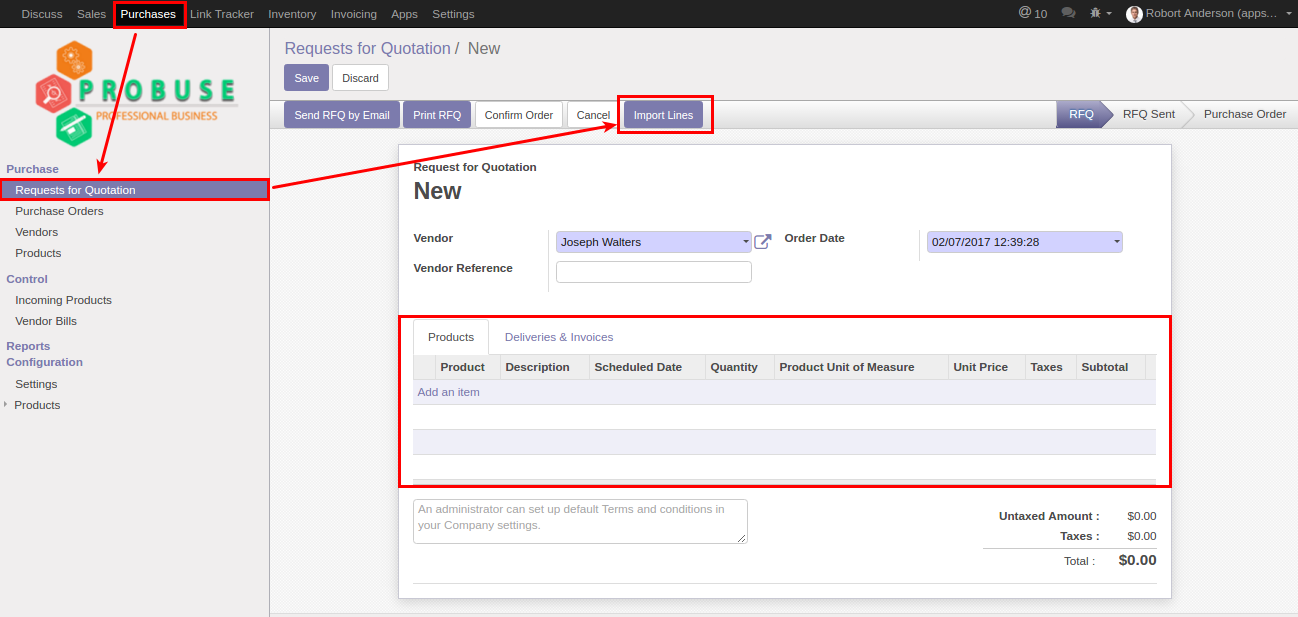 Discuss Sales Purchases Link Tracker Inventory Invoicing Apps Settings @ 10 Robort Anderson (apps...
PROBUSE
PROFESSIONAL BUSINESS
Purchase
Requests for Quotation
Purchase Orders
Vendors
Products
Control
Incoming Products
Vendor Bills
Reports
Configuration
Settings
Products
Requests for Quotation / New
Save Discard
Send RFQ by Email Print RFQ Confirm Order Cancel Import Lines RFQ RFQ Sent Purchase Order
Request for Quotation
New
Vendor Joseph Walters Order Date 02/07/2017 12:39:28
Vendor Reference
Products Deliveries & Invoices
Product Description Scheduled Date Quantity Product Unit of Measure Unit Price Taxes Subtotal
Add an item
An administrator can set up default Terms and conditions in
your Company settings.
Untaxed Amount : $0.00
Taxes : $0.00
Total : $0.00